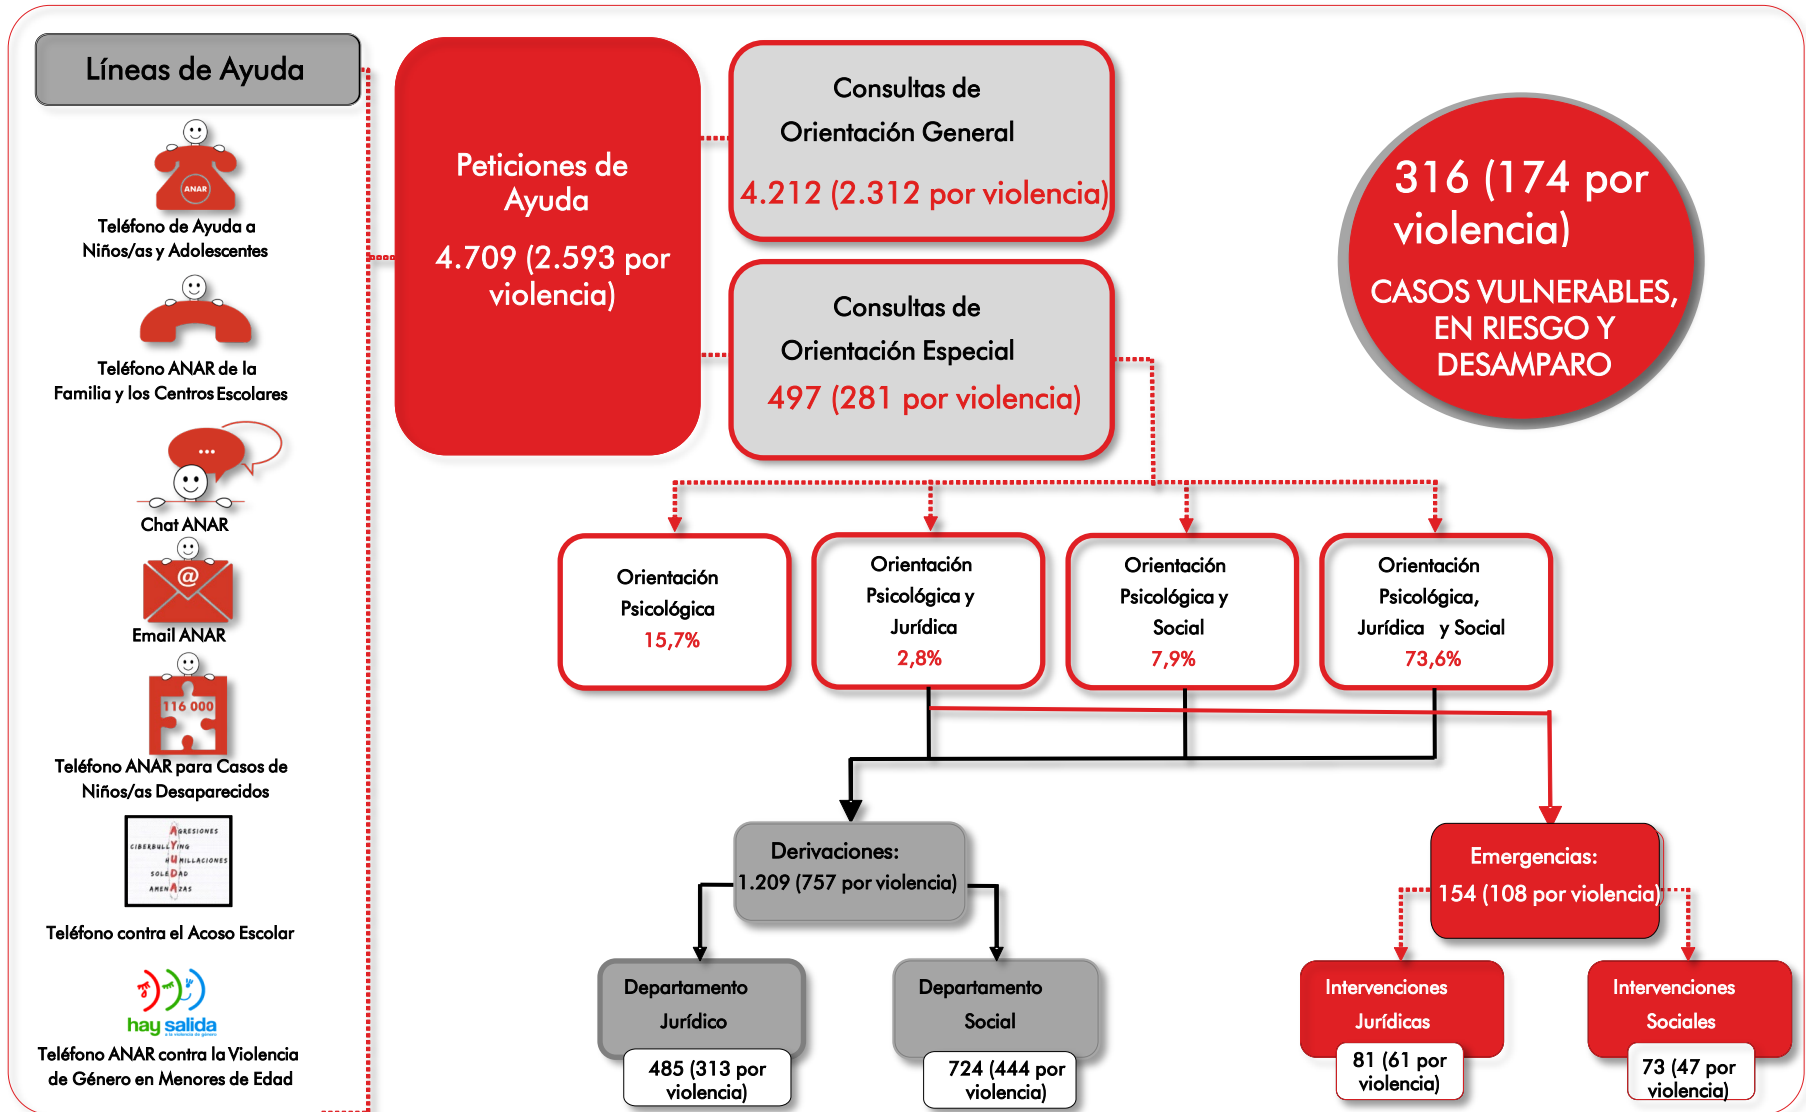 Líneas de Ayuda
ANAR
Teléfono de Ayuda a
Niños/as y Adolescentes
Teléfono ANAR de la
Familia y los Centros Escolares
...
Chat ANAR
@
Email ANAR
116 000
Teléfono ANAR para Casos de
Niños/as Desaparecidos
AGRESIONES
CIBERBULLYING
HUMILLACIONES
SOLEDAD
AMENAZAS
Teléfono contra el Acoso Escolar
hay salida
a la violencia de género
Teléfono ANAR contra la Violencia
de Género en Menores de Edad
Peticiones de
Ayuda
4.709 (2.593 por
violencia)
Consultas de
Orientación General
4.212 (2.312 por violencia)
Consultas de
Orientación Especial
497 (281 por violencia)
316 (174 por
violencia)
CASOS VULNERABLES,
EN RIESGO Y
DESAMPARO
Orientación
Psicológica
15,7%
Orientación
Psicológica y
Jurídica
2,8%
Orientación
Psicológica y
Social
7,9%
Orientación
Psicológica,
Jurídica y Social
73,6%
Derivaciones:
1.209 (757 por violencia)
Departamento
Jurídico
485 (313 por
violencia)
Departamento
Social
724 (444 por
violencia)
Emergencias:
154 (108 por violencia)
Intervenciones
Jurídicas
81 (61 por
violencia)
Intervenciones
Sociales
73 (47 por
violencia)